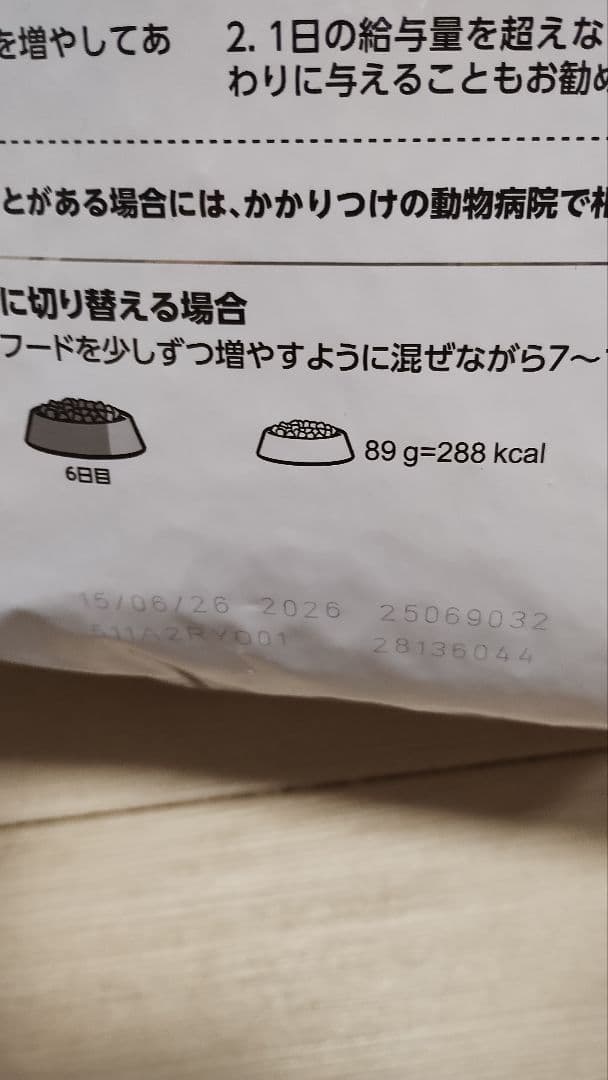 を増やしてあ
2. 1日の給与量を超えな
わりに与えることもお勧め
とがある場合には、かかりつけの動物病院で相
に切り替える場合
フードを少しずつ増やすように混ぜながら7～
6日目
89 g=288 kcal
15/06/26 2026 25069032
511A2RY001 28136044